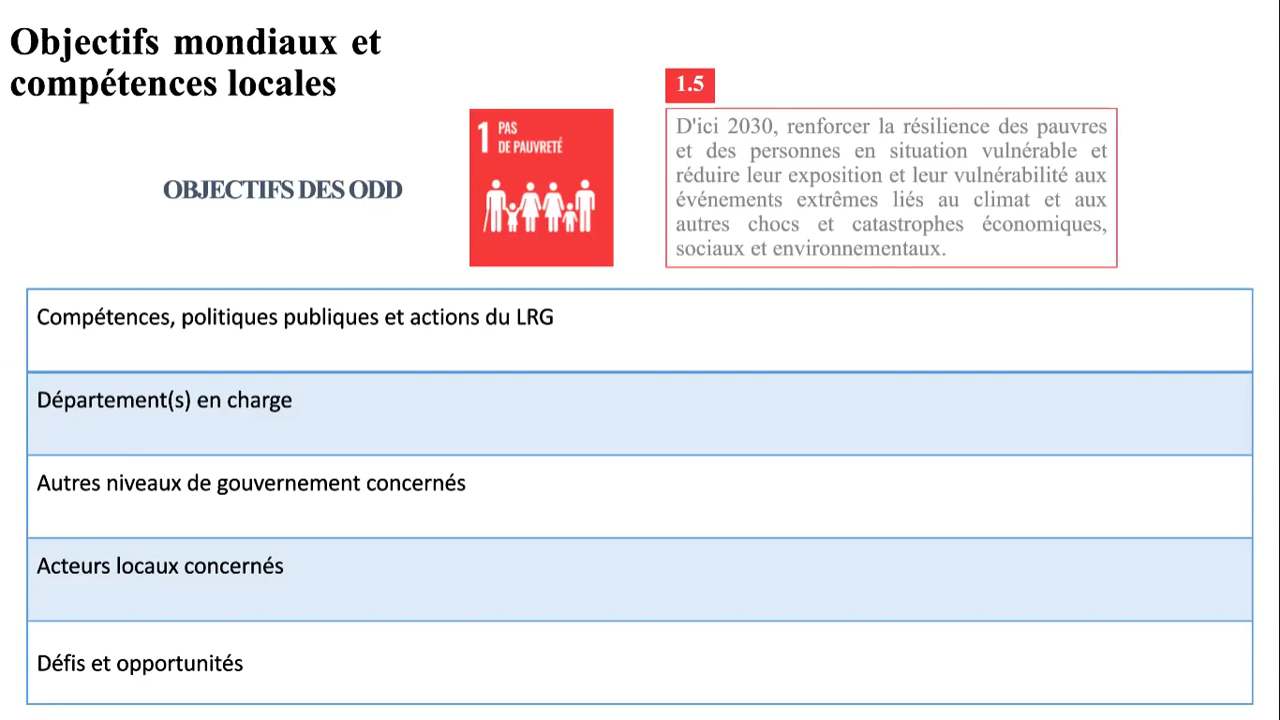 Objectifs mondiaux et
compétences locales
1.5
1 PAS
DE PAUVRETÉ
D'ici 2030, renforcer la résilience des pauvres
et des personnes en situation vulnérable et
réduire leur exposition et leur vulnérabilité aux
événements extrêmes liés au climat et aux
autres chocs et catastrophes économiques,
sociaux et environnementaux.
OBJECTIFS DES ODD
Compétences, politiques publiques et actions du LRG
Département(s) en charge
Autres niveaux de gouvernement concernés
Acteurs locaux concernés
Défis et opportunités